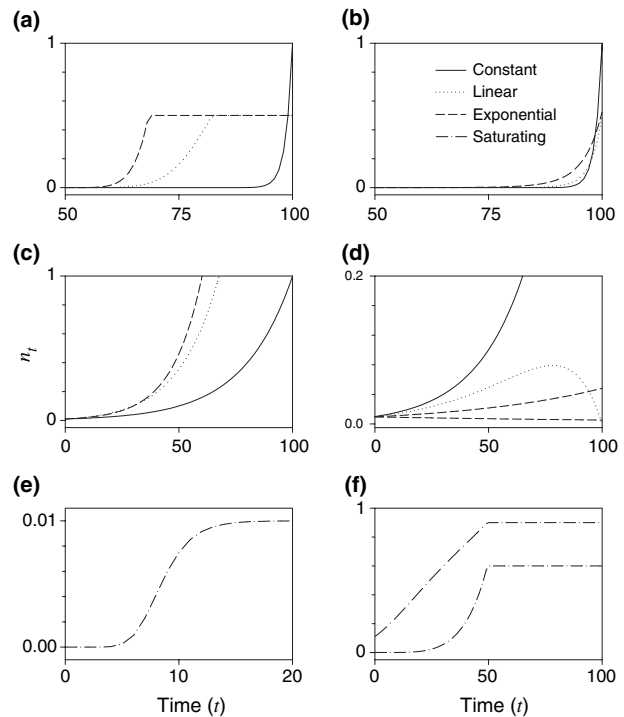 (a)
1
0
50
75
100
(b)
1
0
50
75
100
Constant
Linear
Exponential
Saturating
(c)
1
0
0
50
100
(d)
0.2
0.0
0
50
100
n_t
(e)
0.01
0.00
0
10
20
Time (t)
(f)
1
0
0
50
100
Time (t)